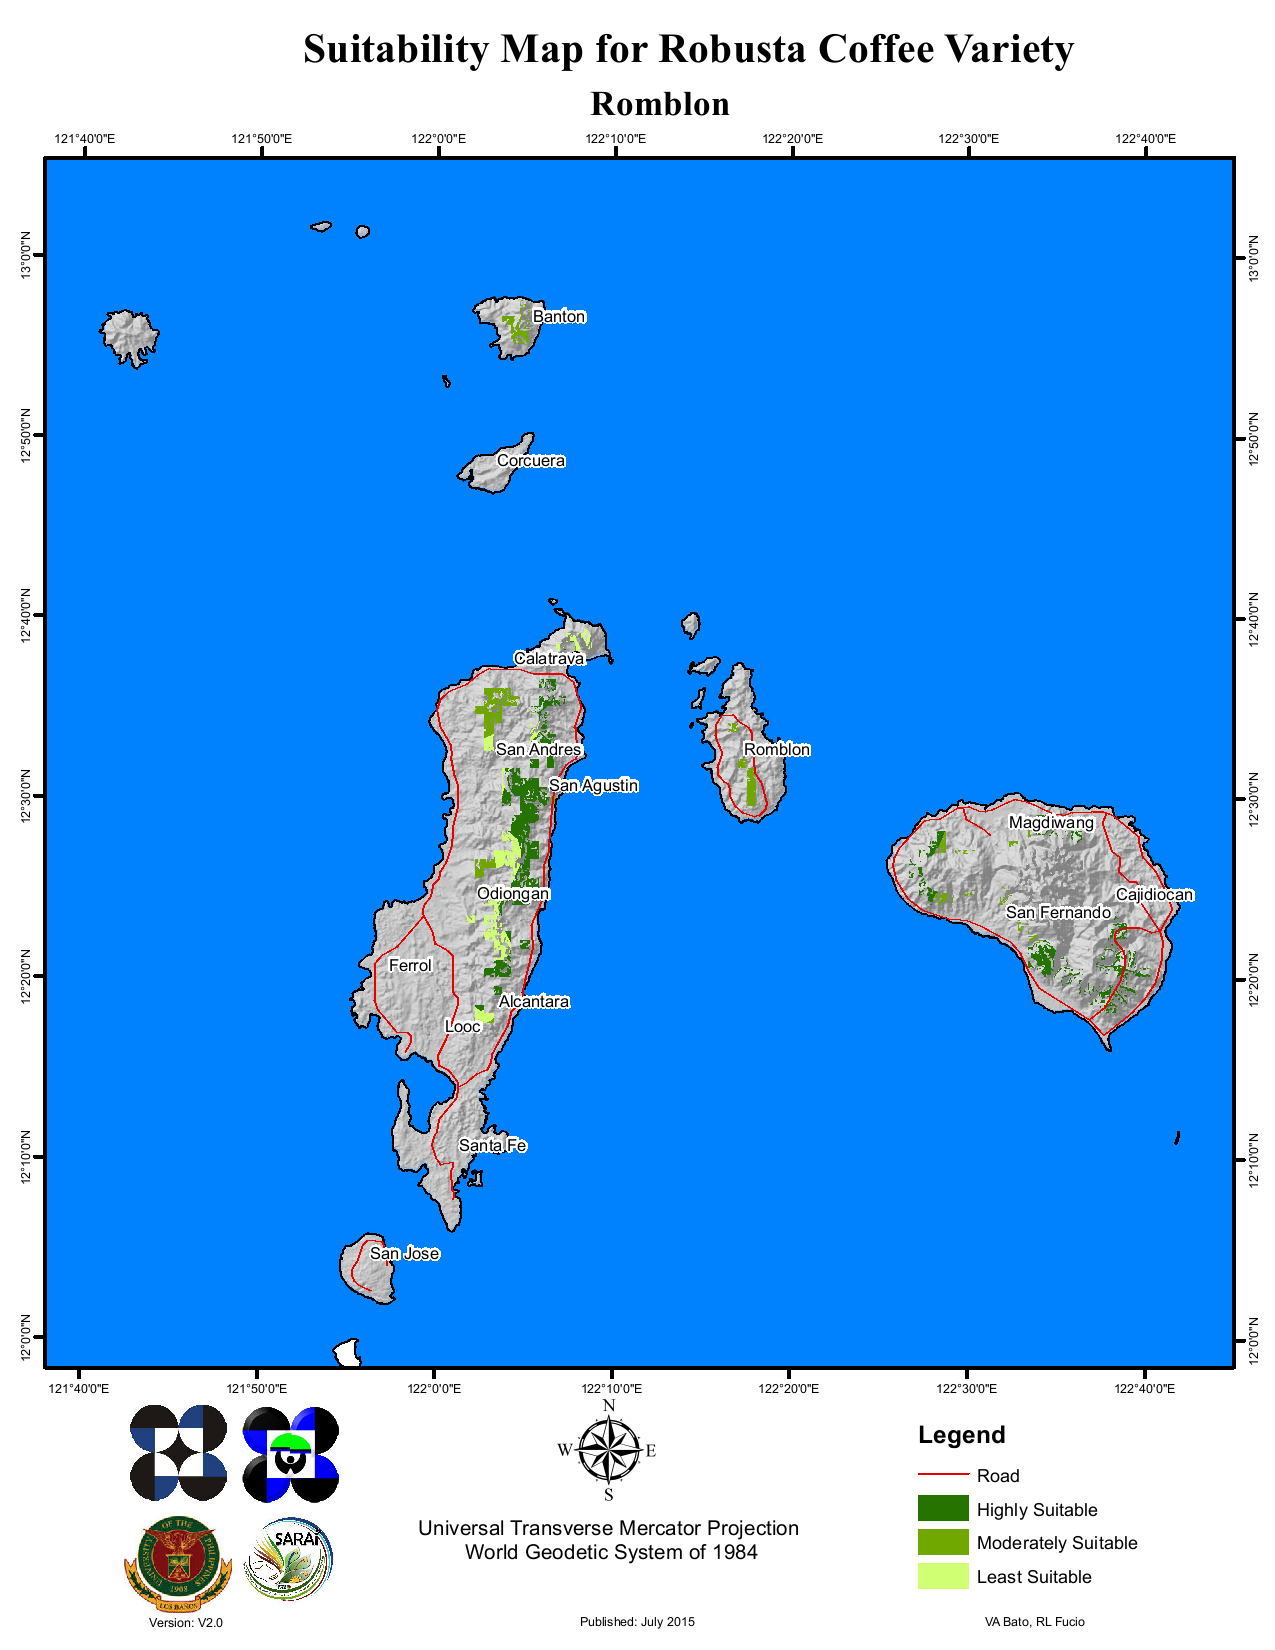 Suitability Map for Robusta Coffee Variety
Romblon
121°40'0"E 121°50'0"E 122°0'0"E 122°10'0"E 122°20'0"E 122°30'0"E 122°40'0"E
13°0'0"N 13°0'0"N
Banton
12°50'0"N 12°50'0"N
Corcuera
12°40'0"N 12°40'0"N
Calatrava
San Andres
Romblon
San Agustin
12°30'0"N 12°30'0"N
Magdiwang
Odiongan
Cajidiocan
San Fernando
Ferrol
12°20'0"N 12°20'0"N
Alcantara
Looc
Santa Fe
12°10'0"N 12°10'0"N
San Jose
12°0'0"N 12°0'0"N
121°40'0"E 121°50'0"E 122°0'0"E 122°10'0"E 122°20'0"E 122°30'0"E 122°40'0"E
N
W E
S
Legend
Road
Highly Suitable
Moderately Suitable
Least Suitable
UNIVERSITY OF THE PHILIPPINES
1908
LOS BAÑOS
SARAi
Universal Transverse Mercator Projection
World Geodetic System of 1984
Version: V2.0
Published: July 2015
VA Bato, RL Fucio